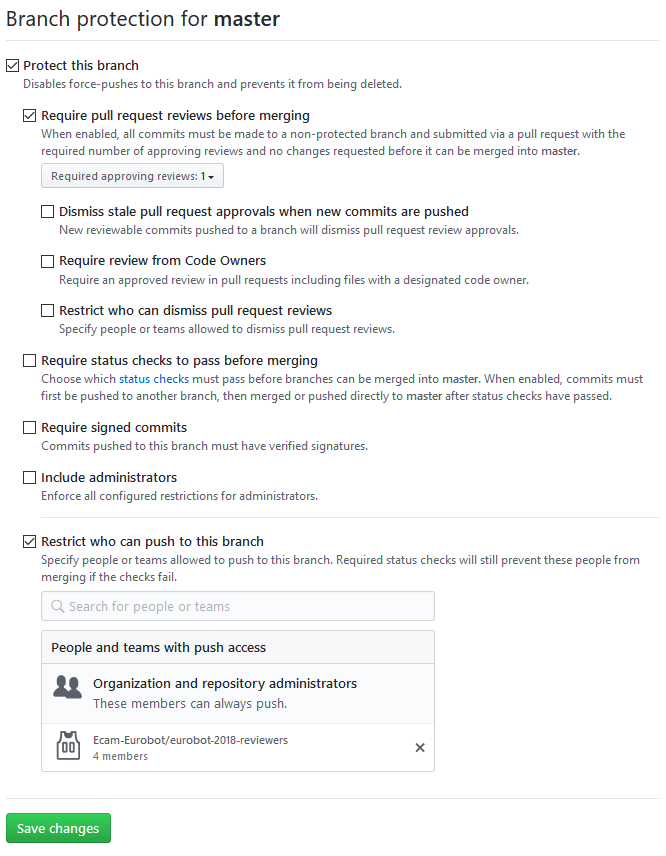 Branch protection for master
Protect this branch
Disables force-pushes to this branch and prevents it from being deleted.
Require pull request reviews before merging
When enabled, all commits must be made to a non-protected branch and submitted via a pull request with the
required number of approving reviews and no changes requested before it can be merged into master.
Required approving reviews: 1
Dismiss stale pull request approvals when new commits are pushed
New reviewable commits pushed to a branch will dismiss pull request review approvals.
Require review from Code Owners
Require an approved review in pull requests including files with a designated code owner.
Restrict who can dismiss pull request reviews
Specify people or teams allowed to dismiss pull request reviews.
Require status checks to pass before merging
Choose which status checks must pass before branches can be merged into master. When enabled, commits must
first be pushed to another branch, then merged or pushed directly to master after status checks have passed.
Require signed commits
Commits pushed to this branch must have verified signatures.
Include administrators
Enforce all configured restrictions for administrators.
Restrict who can push to this branch
Specify people or teams allowed to push to this branch. Required status checks will still prevent these people from
merging if the checks fail.
Search for people or teams
People and teams with push access
Organization and repository administrators
These members can always push.
Ecam-Eurobot/eurobot-2018-reviewers
4 members
Save changes